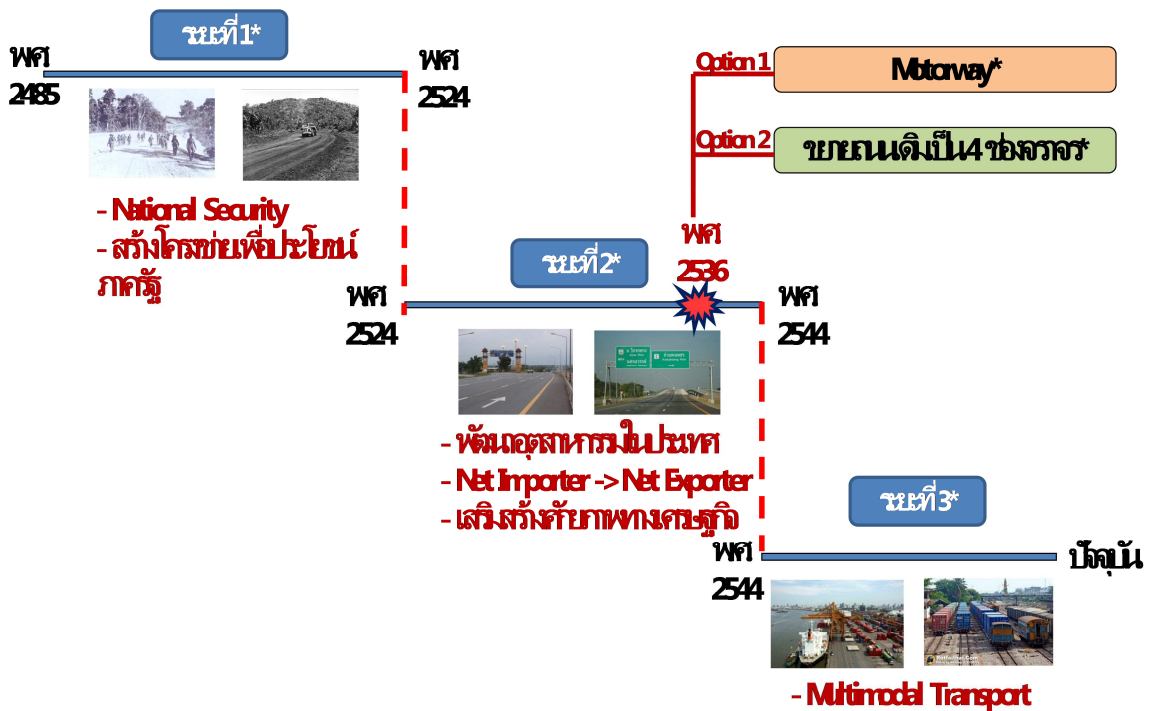 ระยะที่ 1*
พ.ศ.
2485
พ.ศ.
2524
- National Security
- สร้างโครงข่ายเพื่อประโยชน์
ภาครัฐ
Option 1
Motorway*
Option 2
ขยายถนนเดิมเป็น 4 ช่องจราจร*
พ.ศ.
2536
ระยะที่ 2*
พ.ศ.
2524
พ.ศ.
2544
- พัฒนาอุตสาหกรรมในประเทศ
- Net Importer -> Net Exporter
- เสริมสร้างศักยภาพทางเศรษฐกิจ
ระยะที่ 3*
พ.ศ.
2544
ปัจจุบัน
- Multimodal Transport